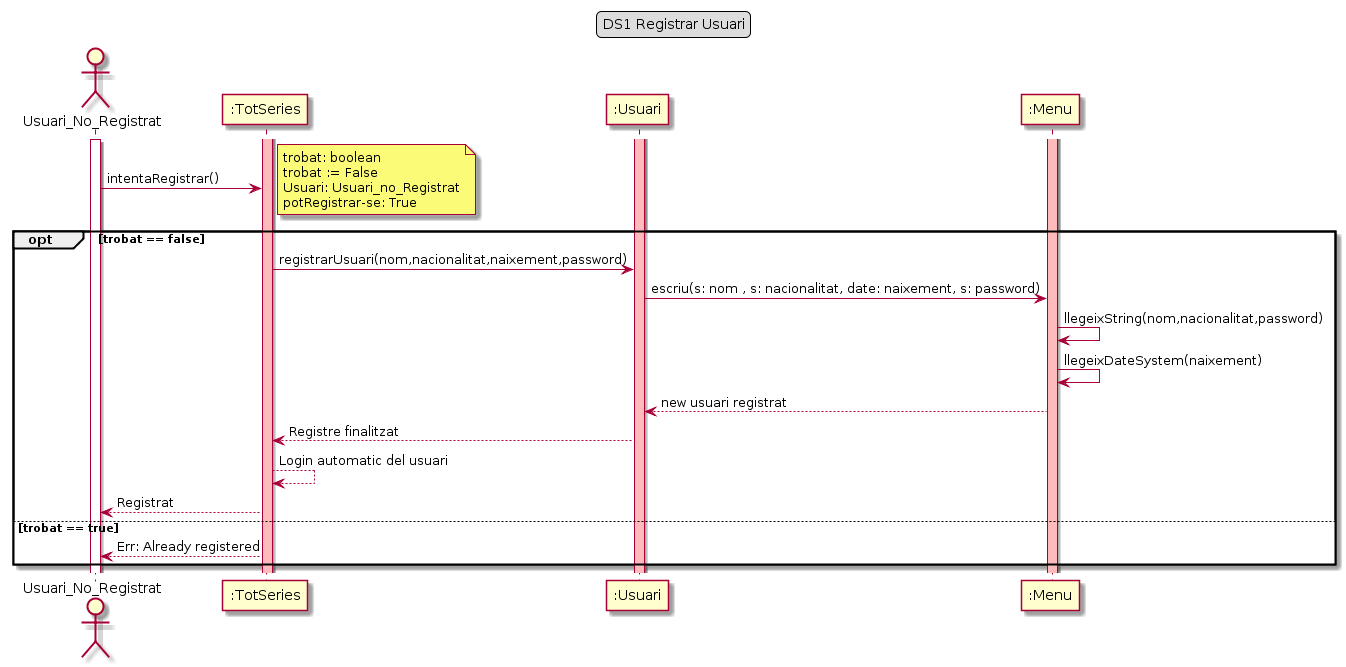 DS1 Registrar Usuari
Usuari_No_Registrat
:TotSeries
:Usuari
:Menu
trobat: boolean
trobat := False
Usuari: Usuari_no_Registrat
potRegistrar-se: True
intentaRegistrar()
opt
[trobat == false]
registrarUsuari(nom,nacionalitat,naixement,password)
escriu(s: nom , s: nacionalitat, date: naixement, s: password)
llegeixString(nom,nacionalitat,password)
llegeixDateSystem(naixement)
new usuari registrat
Registre finalitzat
Login automatic del usuari
Registrat
[trobat == true]
Err: Already registered
Usuari_No_Registrat
:TotSeries
:Usuari
:Menu